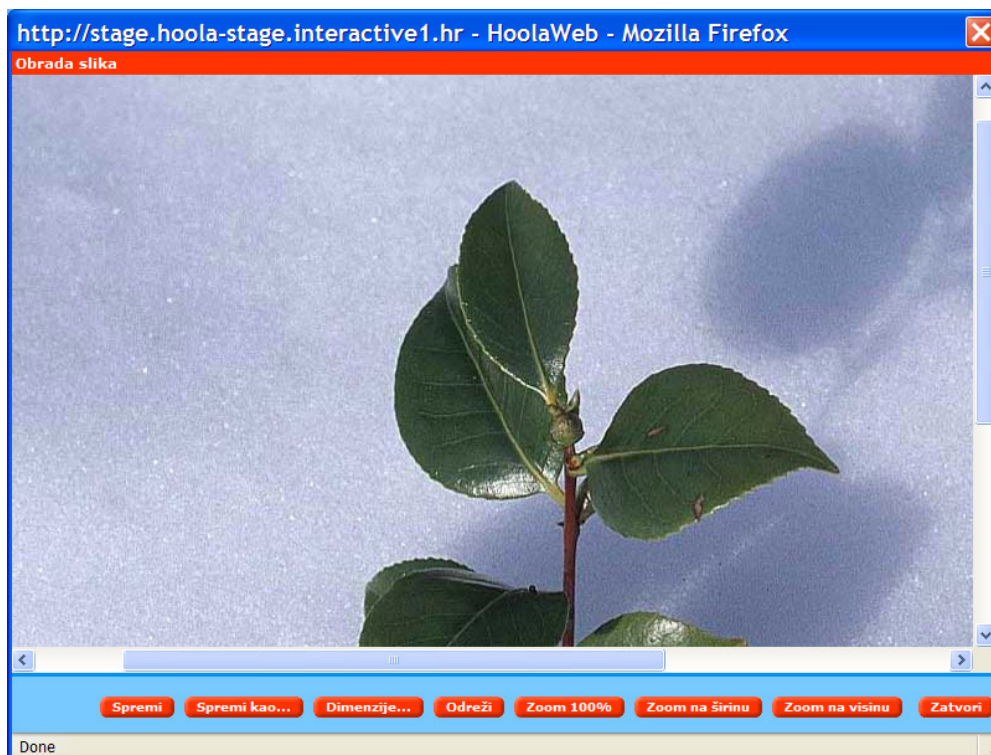 http://stage.hoola-stage.interactive1.hr - HoolaWeb - Mozilla Firefox
Obrada slika
Spremi Spremi kao... Dimenzije... Odreži Zoom 100% Zoom na širinu Zoom na visinu Zatvori
Done